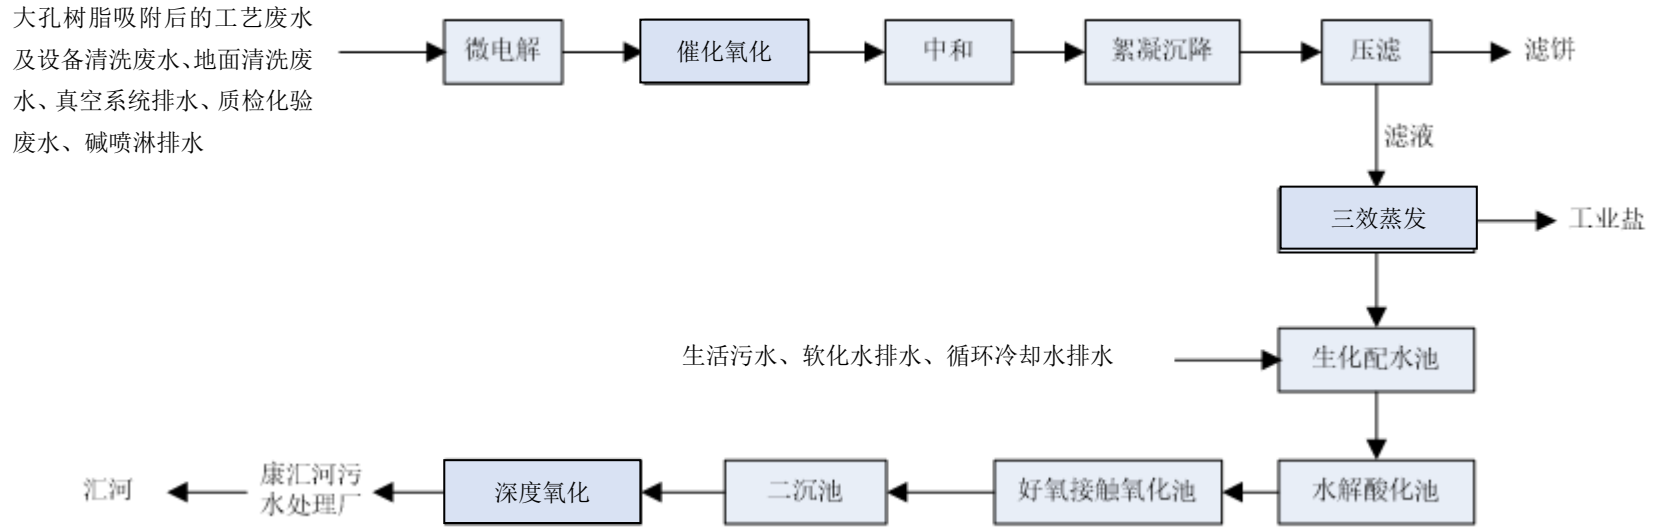 大孔树脂吸附后的工艺废水
及设备清洗废水、地面清洗废
水、真空系统排水、质检化验
废水、碱喷淋排水
微电解
催化氧化
中和
絮凝沉降
压滤
滤饼
滤液
三效蒸发
工业盐
生活污水、软化水排水、循环冷却水排水
生化配水池
水解酸化池
好氧接触氧化池
二沉池
深度氧化
康汇河污
水处理厂
汇河